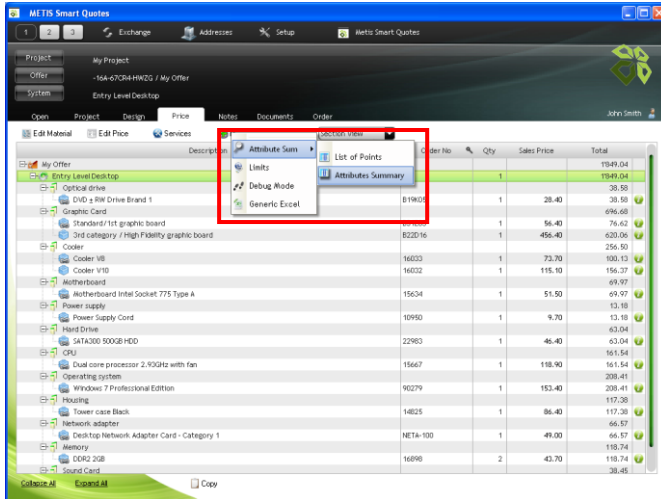 METIS Smart Quotes
1 2 3 Exchange Addresses Setup Metis Smart Quotes
Project My Project
Offer -16A-67CR4-HWZG / My Offer
System Entry Level Desktop
Open Project Design Price Notes Documents Order John Smith
Edit Material Edit Price Services Section View
Description Order No Qty Sales Price Total
Attribute Sum
Limits
Debug Mode
Generic Excel
List of Points
Attributes Summary
My Offer 1'849.04
Entry Level Desktop 1 1'849.04
Optical drive 38.58
DVD ± RW Drive Brand 1 B19K05 1 28.40 38.58
Graphic Card 696.68
Standard/1st graphic board 1 56.40 76.62
3rd category / High Fidelity graphic board B22D16 1 456.40 620.06
Cooler 256.50
Cooler V8 16033 1 73.70 100.13
Cooler V10 16032 1 115.10 156.37
Motherboard 69.97
Motherboard Intel Socket 775 Type A 15634 1 51.50 69.97
Power supply 13.18
Power Supply Cord 10950 1 9.70 13.18
Hard Drive 63.04
SATA300 500GB HDD 22983 1 46.40 63.04
CPU 161.54
Dual core processor 2.93GHz with fan 15667 1 118.90 161.54
Operating system 208.41
Windows 7 Professional Edition 90279 1 153.40 208.41
Housing 117.38
Tower case Black 14825 1 86.40 117.38
Network adapter 66.57
Desktop Network Adapter Card - Category 1 NETA-100 1 49.00 66.57
Memory 118.74
DDR2 2GB 16898 2 43.70 118.74
Sound Card 38.45
Collapse All Expand All Copy